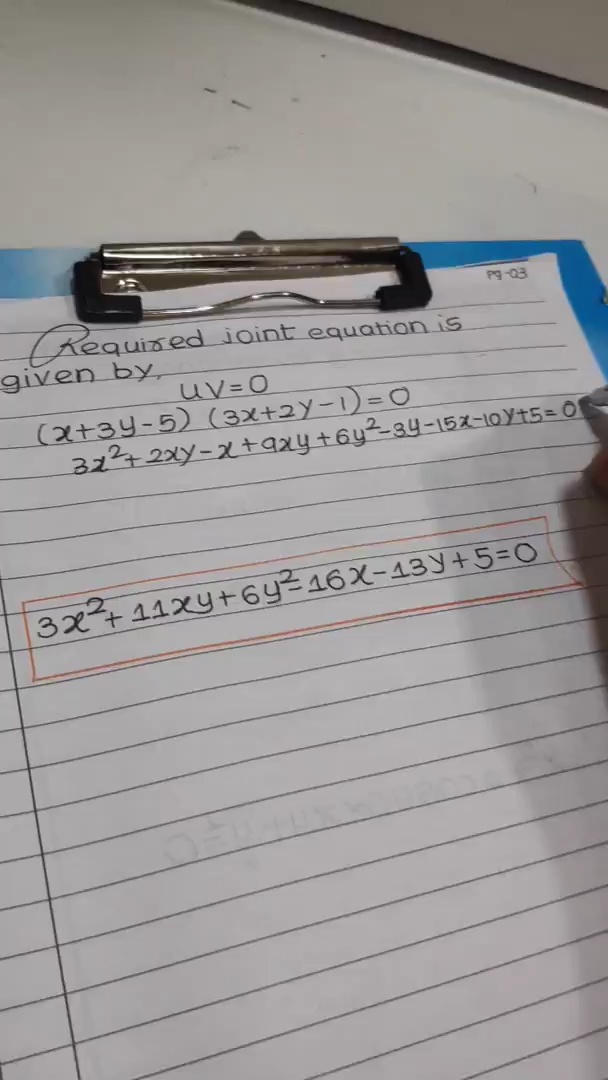 Pg-03
Required joint equation is
given by,
uv=0
(x+3y-5) (3x+2y-1)=0
3x²+2xy-x+9xy+6y²-3y-15x-10y+5=0
3x²+11xy+6y²-16x-13y+5=0